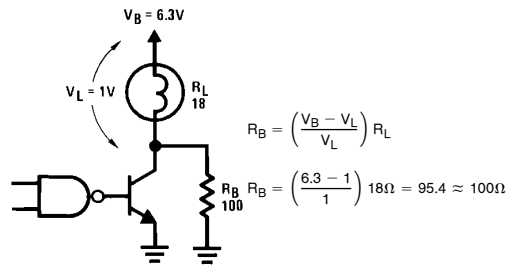 V_B = 6.3V
V_L = 1V
R_L
18
R_B = ( (V_B − V_L) / V_L ) R_L
R_B
100
R_B = ( (6.3 − 1) / 1 ) 18Ω = 95.4 ≈ 100Ω